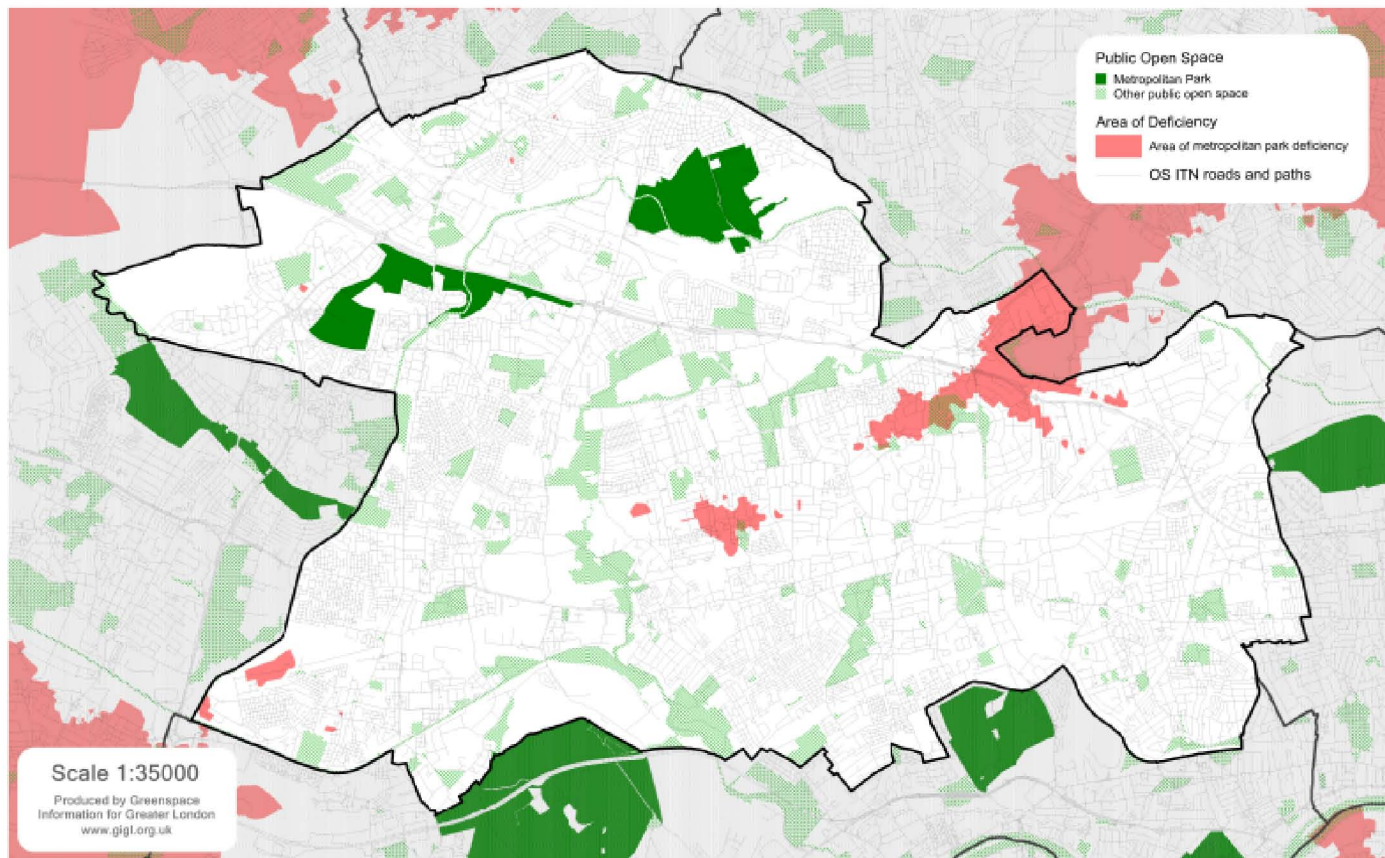 Public Open Space
Metropolitan Park
Other public open space
Area of Deficiency
Area of metropolitan park deficiency
OS ITN roads and paths
Scale 1:35000
Produced by Greenspace
Information for Greater London
www.gigl.org.uk